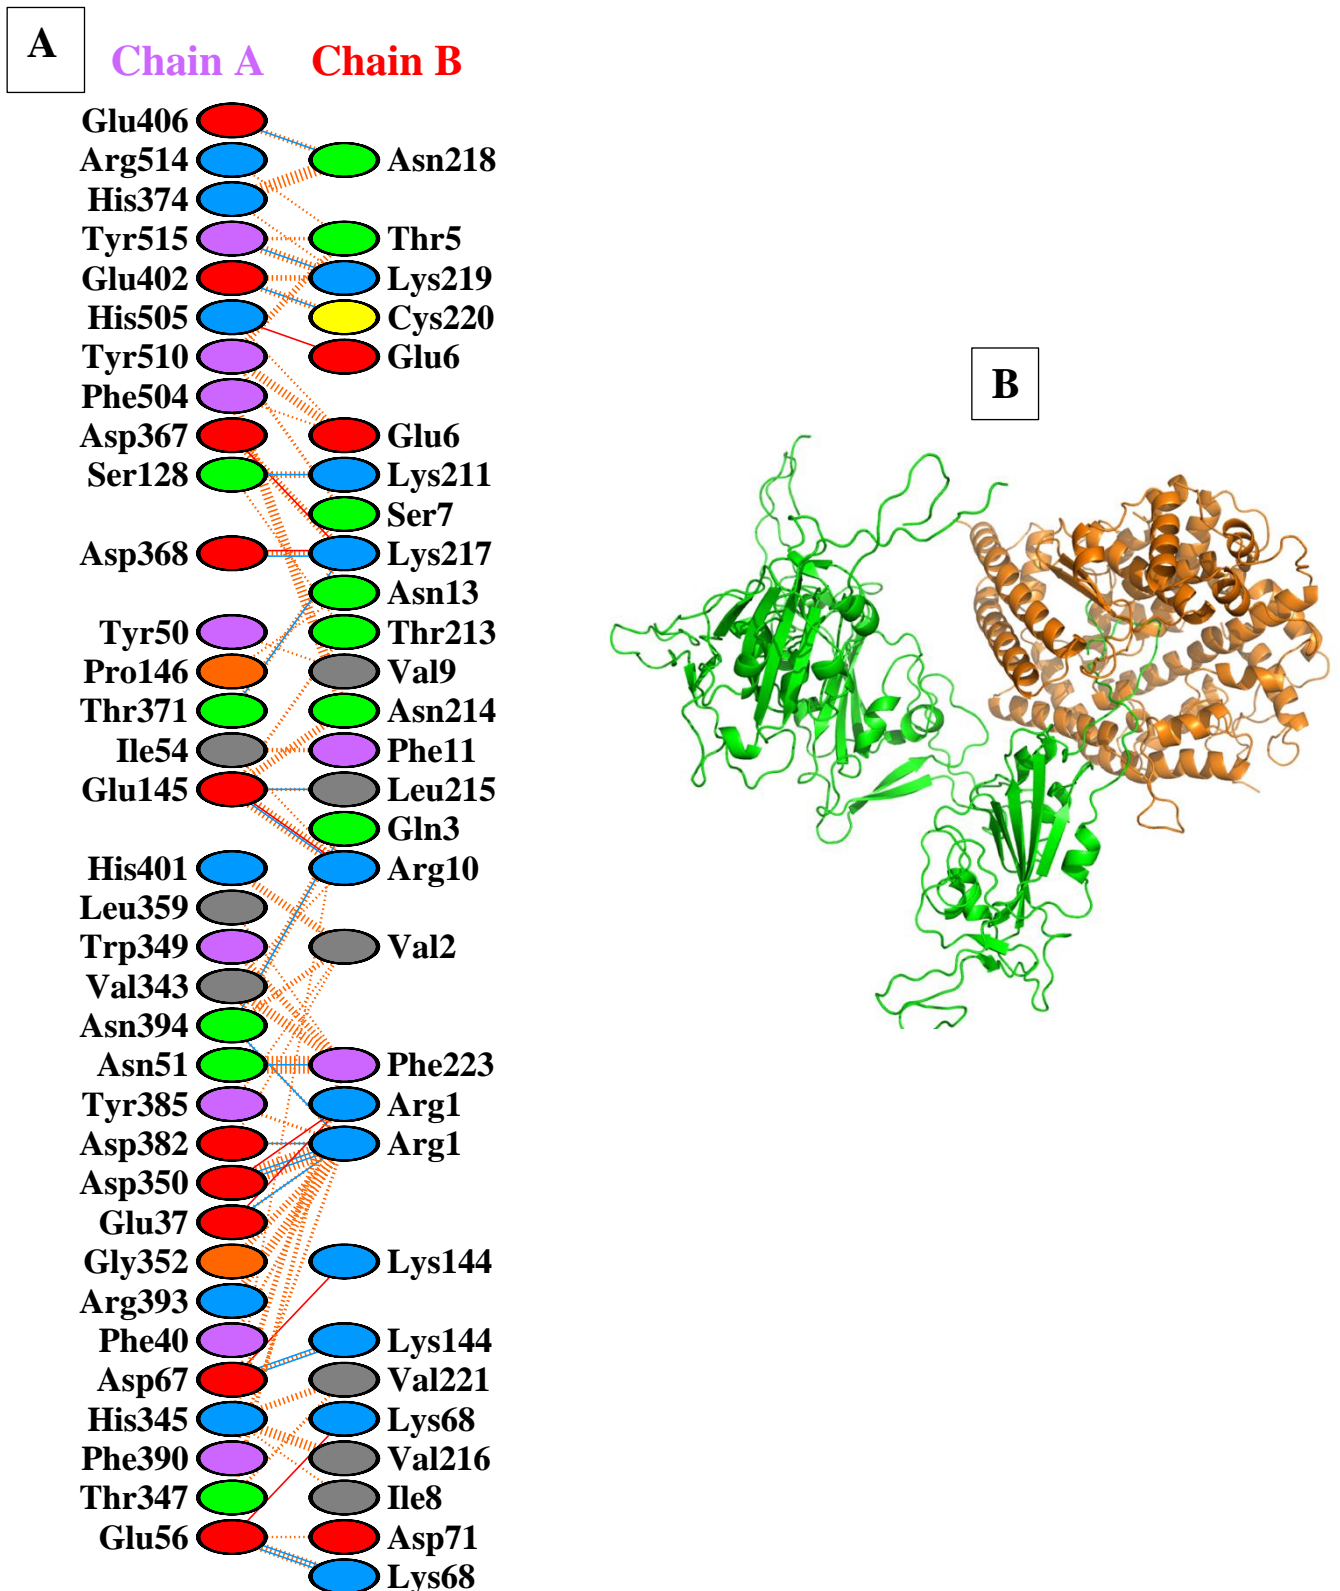 A
Chain A Chain B
Glu406
Arg514 Asn218
His374
Tyr515 Thr5
Glu402 Lys219
His505 Cys220
Tyr510 Glu6
Phe504
Asp367 Glu6
Ser128 Lys211
Ser7
Asp368 Lys217
Asn13
Tyr50 Thr213
Pro146 Val9
Thr371 Asn214
Ile54 Phe11
Glu145 Leu215
Gln3
His401 Arg10
Leu359
Trp349 Val2
Val343
Asn394
Asn51 Phe223
Tyr385 Arg1
Asp382 Arg1
Asp350
Glu37
Gly352 Lys144
Arg393
Phe40 Lys144
Asp67 Val221
His345 Lys68
Phe390 Val216
Thr347 Ile8
Glu56 Asp71
Lys68
B